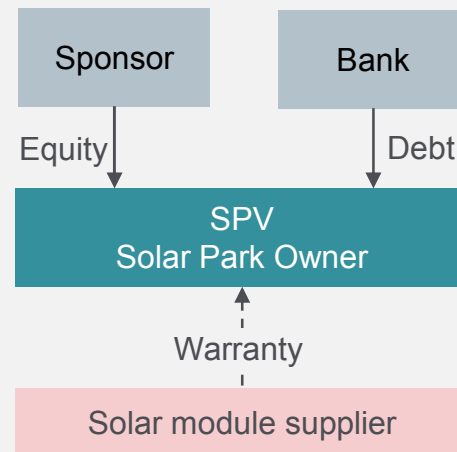 Sponsor
Bank
Equity
Debt
SPV
Solar Park Owner
Warranty
Solar module supplier